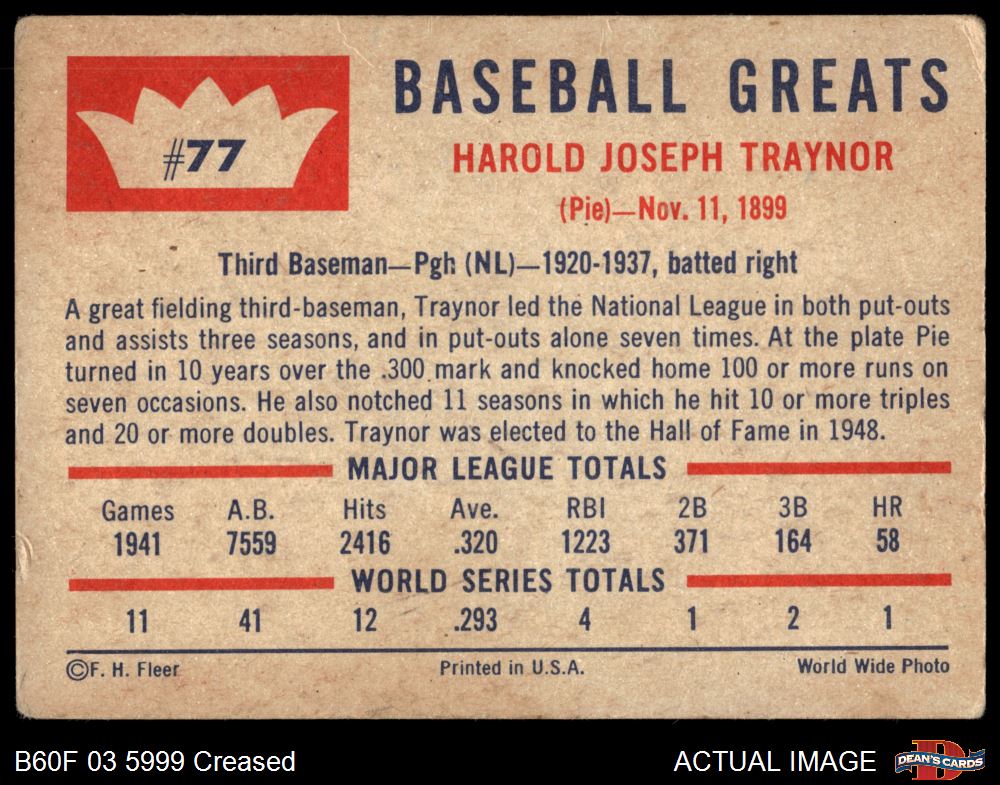 #77
BASEBALL GREATS
HAROLD JOSEPH TRAYNOR
(Pie)—Nov. 11, 1899
Third Baseman—Pgh (NL)—1920-1937, batted right
A great fielding third-baseman, Traynor led the National League in both put-outs
and assists three seasons, and in put-outs alone seven times. At the plate Pie
turned in 10 years over the .300 mark and knocked home 100 or more runs on
seven occasions. He also notched 11 seasons in which he hit 10 or more triples
and 20 or more doubles. Traynor was elected to the Hall of Fame in 1948.
MAJOR LEAGUE TOTALS
Games A.B. Hits Ave. RBI 2B 3B HR
1941 7559 2416 .320 1223 371 164 58
WORLD SERIES TOTALS
11 41 12 .293 4 1 2 1
©F. H. Fleer Printed in U.S.A. World Wide Photo
B60F 03 5999 Creased ACTUAL IMAGE D DEAN'S CARDS